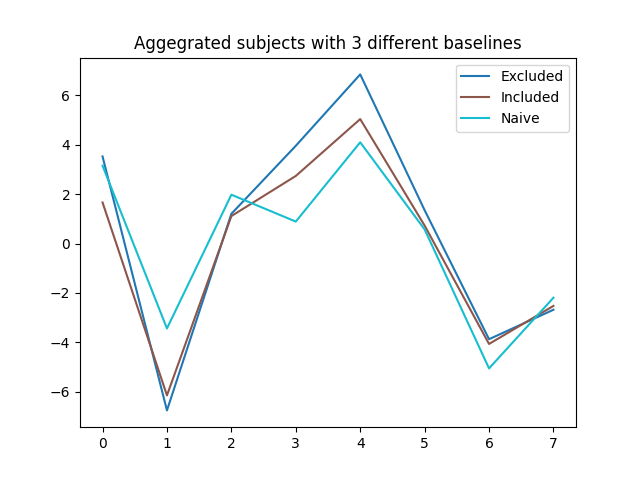 Aggegrated subjects with 3 different baselines
Excluded
Included
Naive
6
4
2
0
−2
−4
−6
0 1 2 3 4 5 6 7